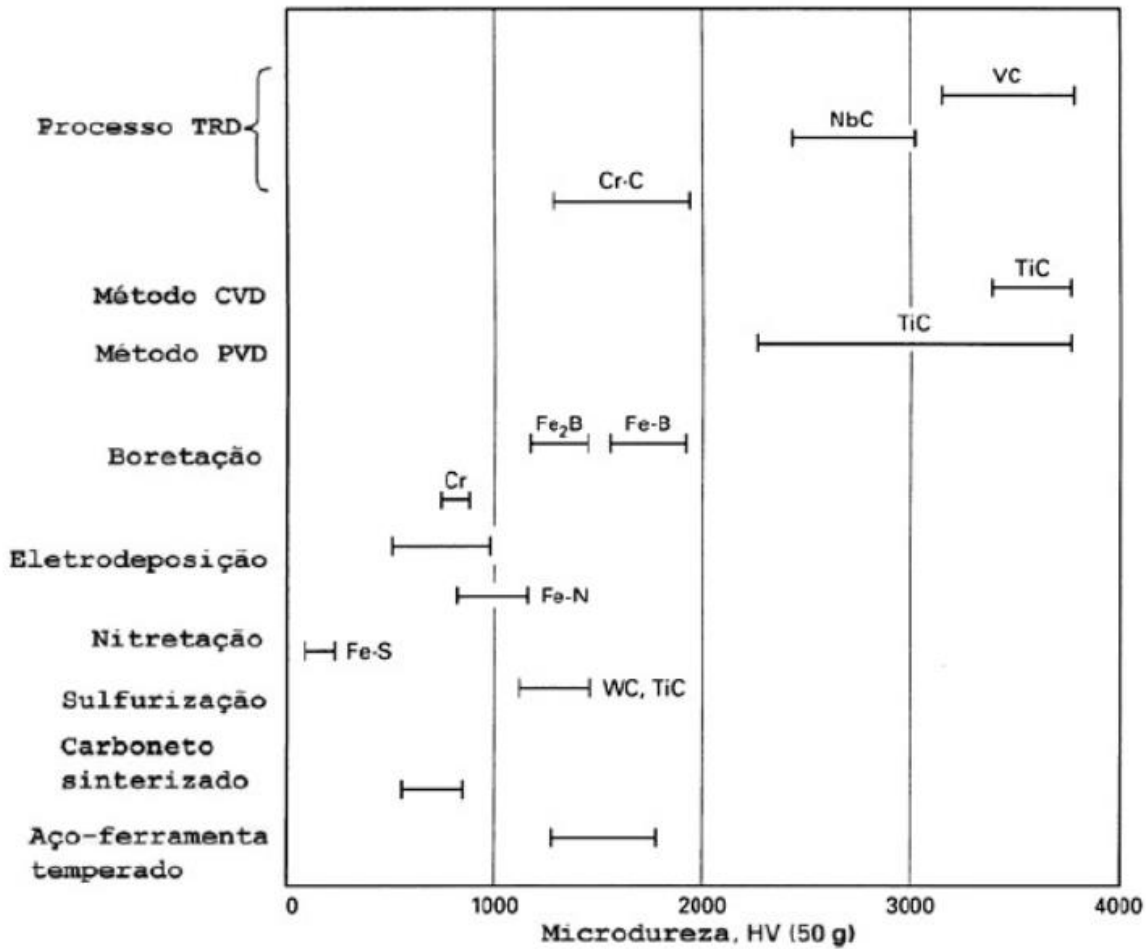 VC
Processo TRD
NbC
Cr-C
Método CVD
TiC
Método PVD
TiC
Boretação
Fe₂B
Fe-B
Cr
Eletrodeposição
Fe-N
Nitretação
Fe-S
Sulfurização
WC, TiC
Carboneto
sinterizado
Aço-ferramenta
temperado
0 1000 2000 3000 4000
Microdureza, HV (50 g)